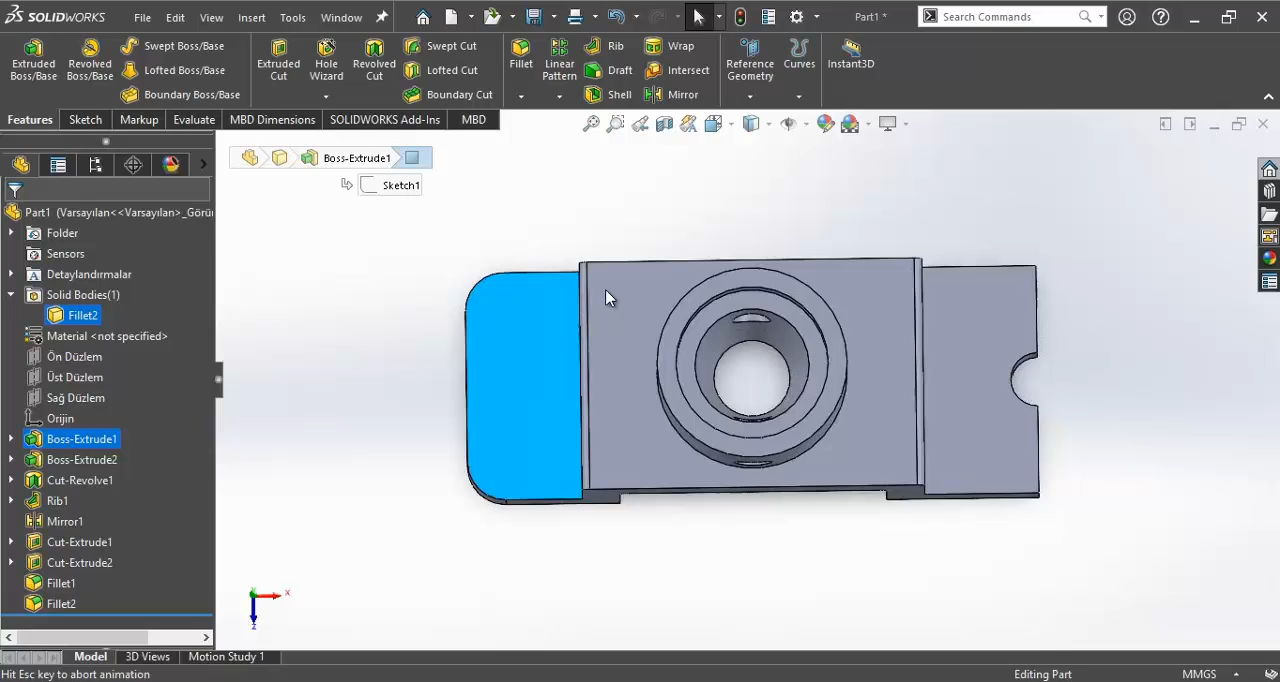 SOLIDWORKS File Edit View Insert Tools Window Part1 * Search Commands
Extruded Boss/Base
Revolved Boss/Base
Swept Boss/Base
Lofted Boss/Base
Boundary Boss/Base
Extruded Cut
Hole Wizard
Revolved Cut
Swept Cut
Lofted Cut
Boundary Cut
Fillet
Linear Pattern
Rib
Draft
Shell
Wrap
Intersect
Mirror
Reference Geometry
Curves
Instant3D
Features Sketch Markup Evaluate MBD Dimensions SOLIDWORKS Add-Ins MBD
Boss-Extrude1
Sketch1
Part1 (Varsayılan<<Varsayılan>_Görü
Folder
Sensors
Detaylandırmalar
Solid Bodies(1)
Fillet2
Material <not specified>
Ön Düzlem
Üst Düzlem
Sağ Düzlem
Orijin
Boss-Extrude1
Boss-Extrude2
Cut-Revolve1
Rib1
Mirror1
Cut-Extrude1
Cut-Extrude2
Fillet1
Fillet2
x
z
Model 3D Views Motion Study 1
Hit Esc key to abort animation Editing Part MMGS